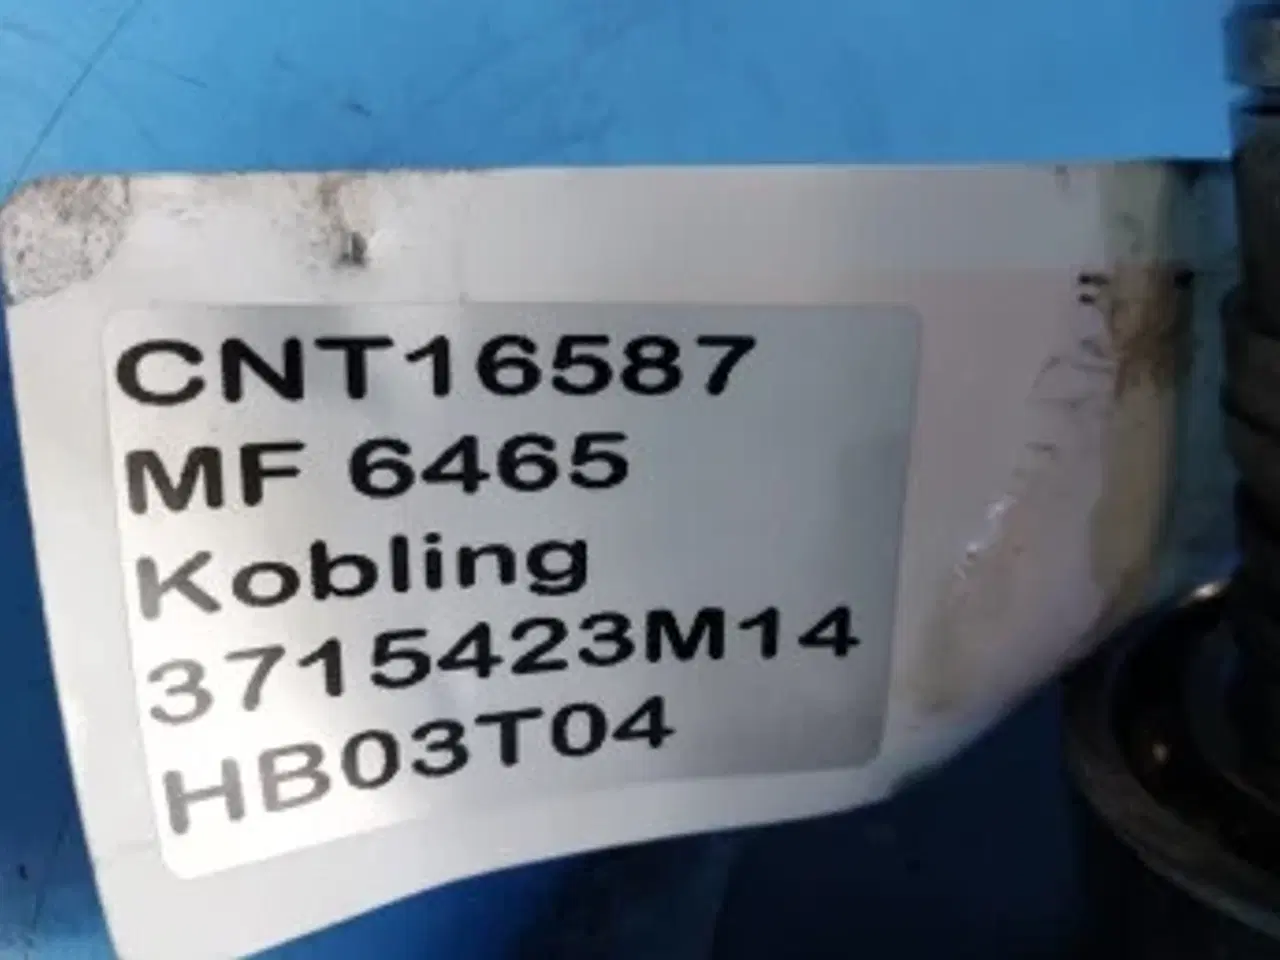 CNT16587
MF 6465
Kobling
3715423M14
HB03T04